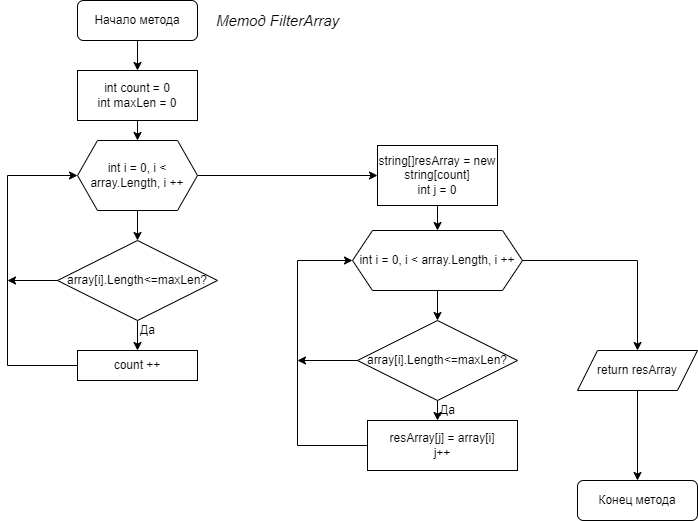 Начало метода
Метод FilterArray
int count = 0
int maxLen = 0
int i = 0, i <
array.Length, i ++
array[i].Length<=maxLen?
Да
count ++
string[]resArray = new
string[count]
int j = 0
int i = 0, i < array.Length, i ++
array[i].Length<=maxLen?
Да
resArray[j] = array[i]
j++
return resArray
Конец метода